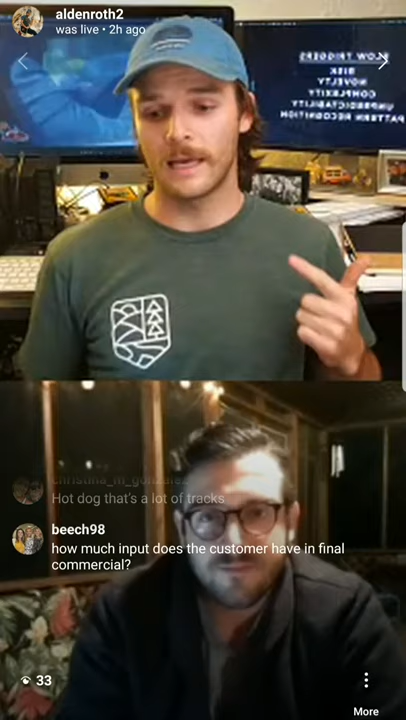 aldenroth2
was live • 2h ago
FLOW TRIGGERS
RISK
NOVELTY
COMPLEXITY
UNPREDICTABILITY
PATTERN RECOGNITION
christina_m_gonzalez
Hot dog that's a lot of tracks
beech98
how much input does the customer have in final
commercial?
33
More